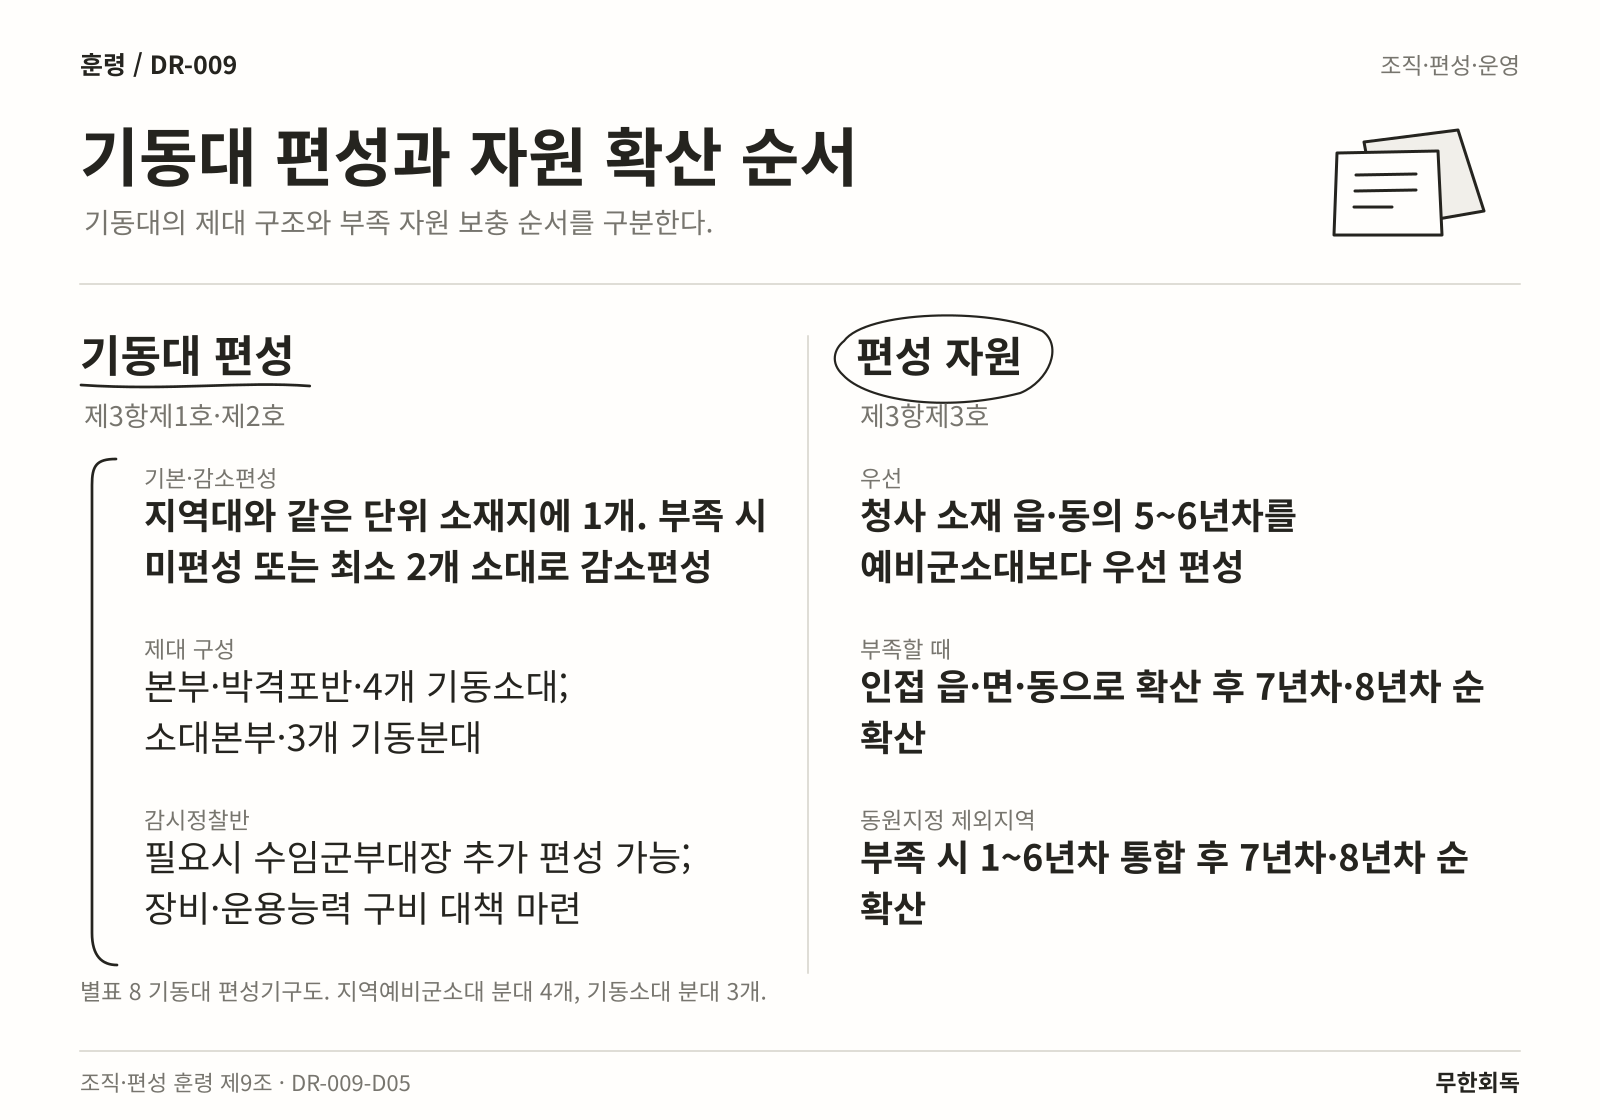 훈령 / DR-009
조직·편성·운영
기동대 편성과 자원 확산 순서
기동대의 제대 구조와 부족 자원 보충 순서를 구분한다.
기동대 편성
제3항제1호·제2호
기본·감소편성
지역대와 같은 단위 소재지에 1개. 부족 시
미편성 또는 최소 2개 소대로 감소편성
제대 구성
본부·박격포반·4개 기동소대;
소대본부·3개 기동분대
감시정찰반
필요시 수임군부대장 추가 편성 가능;
장비·운용능력 구비 대책 마련
별표 8 기동대 편성기구도. 지역예비군소대 분대 4개, 기동소대 분대 3개.
편성 자원
제3항제3호
우선
청사 소재 읍·동의 5~6년차를
예비군소대보다 우선 편성
부족할 때
인접 읍·면·동으로 확산 후 7년차·8년차 순
확산
동원지정 제외지역
부족 시 1~6년차 통합 후 7년차·8년차 순
확산
조직·편성 훈령 제9조 · DR-009-D05
무한회독